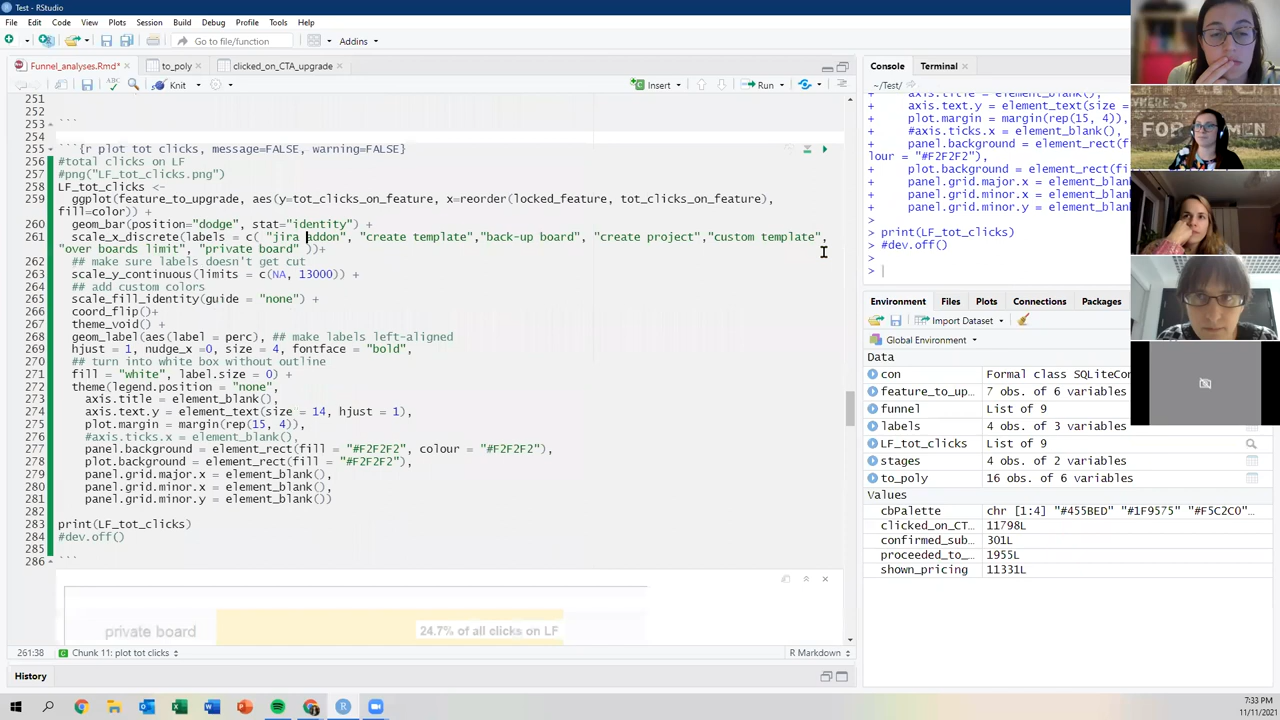 Test - RStudio
File Edit Code View Plots Session Build Debug Profile Tools Help
Go to file/function Addins
Funnel_analyses.Rmd* to_poly clicked_on_CTA_upgrade
ABC Knit Insert Run
251
252
253 ```
254
255 ```{r plot tot clicks, message=FALSE, warning=FALSE}
256 #total clicks on LF
257 #png("LF_tot_clicks.png")
258 LF_tot_clicks <-
259 ggplot(feature_to_upgrade, aes(y=tot_clicks_on_feature, x=reorder(locked_feature, tot_clicks_on_feature),
fill=color)) +
260 geom_bar(position="dodge", stat="identity") +
261 scale_x_discrete(labels = c( "jira addon", "create template","back-up board", "create project","custom template",
"over boards limit", "private board" ))+
262 ## make sure labels doesn't get cut
263 scale_y_continuous(limits = c(NA, 13000)) +
264 ## add custom colors
265 scale_fill_identity(guide = "none") +
266 coord_flip()+
267 theme_void() +
268 geom_label(aes(label = perc), ## make labels left-aligned
269 hjust = 1, nudge_x =0, size = 4, fontface = "bold",
270 ## turn into white box without outline
271 fill = "white", label.size = 0) +
272 theme(legend.position = "none",
273 axis.title = element_blank(),
274 axis.text.y = element_text(size = 14, hjust = 1),
275 plot.margin = margin(rep(15, 4)),
276 #axis.ticks.x = element_blank(),
277 panel.background = element_rect(fill = "#F2F2F2", colour = "#F2F2F2"),
278 plot.background = element_rect(fill = "#F2F2F2"),
279 panel.grid.major.x = element_blank(),
280 panel.grid.minor.x = element_blank(),
281 panel.grid.minor.y = element_blank())
282
283 print(LF_tot_clicks)
284 #dev.off()
285
286 ```
private board 24.7% of all clicks on LF
261:38 Chunk 11: plot tot clicks R Markdown
History
Console Terminal
~/Test/
+ axis.title = element_blank(),
+ axis.text.y = element_text(size =
+ plot.margin = margin(rep(15, 4)),
+ #axis.ticks.x = element_blank(),
+ panel.background = element_rect(f
lour = "#F2F2F2"),
+ plot.background = element_rect(fi
+ panel.grid.major.x = element_blank
+ panel.grid.minor.x = element_blank
+ panel.grid.minor.y = element_blank
>
> print(LF_tot_clicks)
> #dev.off()
>
>
Environment Files Plots Connections Packages
Import Dataset
Global Environment
Data
con Formal class SQLiteCon
feature_to_up… 7 obs. of 6 variables
funnel List of 9
labels 4 obs. of 3 variables
LF_tot_clicks List of 9
stages 4 obs. of 2 variables
to_poly 16 obs. of 6 variables
Values
cbPalette chr [1:4] "#455BED" "#1F9575" "#F5C2C0"…
clicked_on_CT… 11798L
confirmed_sub… 301L
proceeded_to_… 1955L
shown_pricing 11331L
7:33 PM
11/11/2021